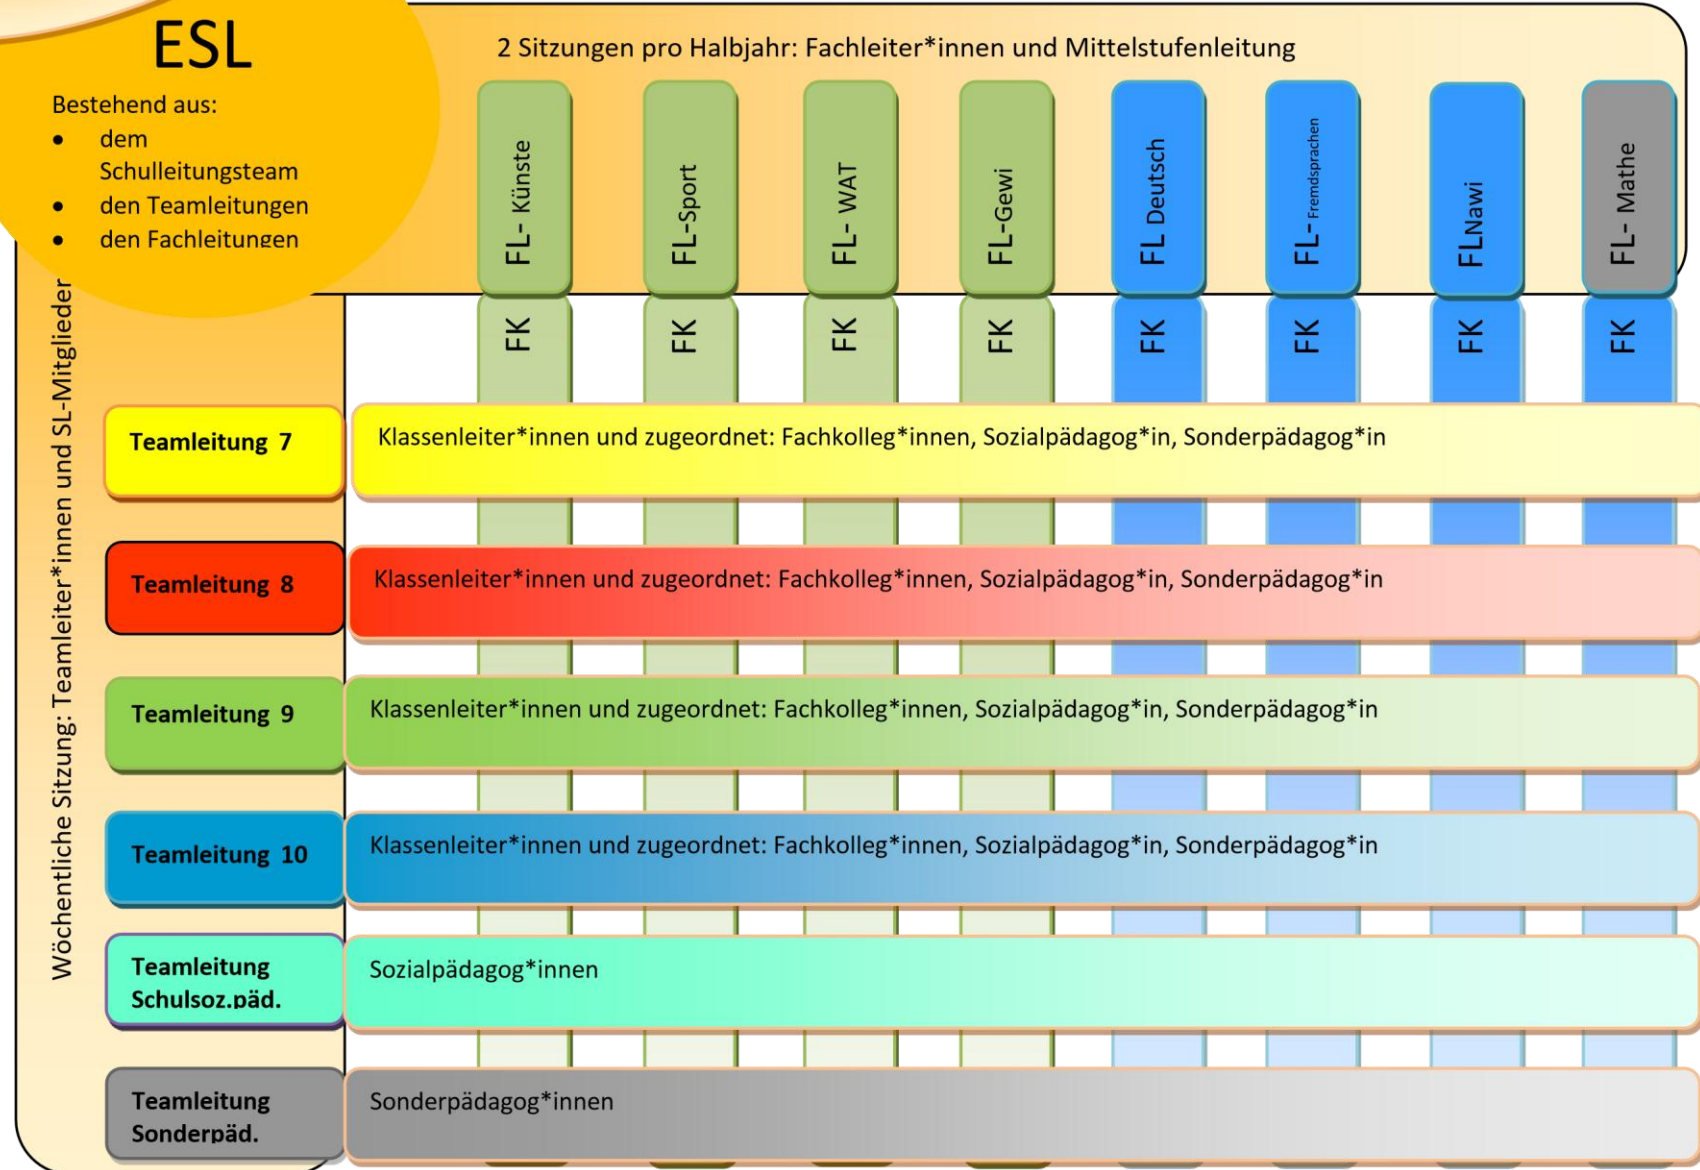 ESL
Bestehend aus:
• dem
Schulleitungsteam
• den Teamleitungen
• den Fachleitungen
2 Sitzungen pro Halbjahr: Fachleiter*innen und Mittelstufenleitung
FL- Künste
FL-Sport
FL- WAT
FL-Gewi
FL Deutsch
FL- Fremdsprachen
FLNawi
FL- Mathe
FK
FK
FK
FK
FK
FK
FK
FK
Wöchentliche Sitzung: Teamleiter*innen und SL-Mitglieder
Teamleitung 7
Klassenleiter*innen und zugeordnet: Fachkolleg*innen, Sozialpädagog*in, Sonderpädagog*in
Teamleitung 8
Klassenleiter*innen und zugeordnet: Fachkolleg*innen, Sozialpädagog*in, Sonderpädagog*in
Teamleitung 9
Klassenleiter*innen und zugeordnet: Fachkolleg*innen, Sozialpädagog*in, Sonderpädagog*in
Teamleitung 10
Klassenleiter*innen und zugeordnet: Fachkolleg*innen, Sozialpädagog*in, Sonderpädagog*in
Teamleitung
Schulsoz.päd.
Sozialpädagog*innen
Teamleitung
Sonderpäd.
Sonderpädagog*innen